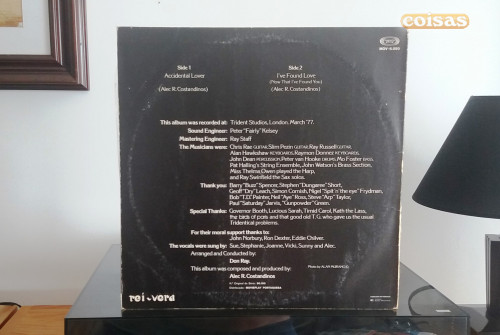 coisas
Side 1
Accidental Lover
(Alec R. Costandinos)
Side 2
I've Found Love
(Now That I've Found You)
(Alec R. Costandinos)
This album was recorded at: Trident Studios, London. March '77.
Sound Engineer: Peter "Fairly" Kelsey
Mastering Engineer: Ray Staff
The Musicians were: Chris Rae GUITAR, Slim Pezin GUITAR, Ray Russell GUITAR,
Alan Hawkshaw KEYBOARDS, Raymon Donnez KEYBOARDS,
John Dean PERCUSSION, Peter van Hooke DRUMS, Mo Foster BASS,
Pat Halling's String Ensemble, John Watson's Brass Section,
Miss Thelma Owen played the Harp,
and Ray Swinfield the Sax solos.
Thank you: Barry "Buzz" Spencer, Stephen "Dungaree" Short,
Geoff "Dry" Leach, Simon Cornish, Nigel "Spit 'n the eye" Frydman,
Bob "T.D." Painter, Neil "Aye" Ross, Steve "Arp" Taylor,
Paul "Saturday" Jarvis, "Gunpowder" Green.
Special Thanks: Governor Booth, Lucious Sarah, Timid Carol, Kath the Lass,
the birds of pools and that good old T. G. who gave us the usual
Tridential problems.
For their moral support thanks to:
John Norbury, Ron Dexter, Eddie Chilver.
The vocals were sung by: Sue, Stephanie, Joanne, Vicki, Sunny and Alec.
Arranged and Conducted by:
Don Ray.
This album was composed and produced by:
Alec R. Costandinos
rei-verd